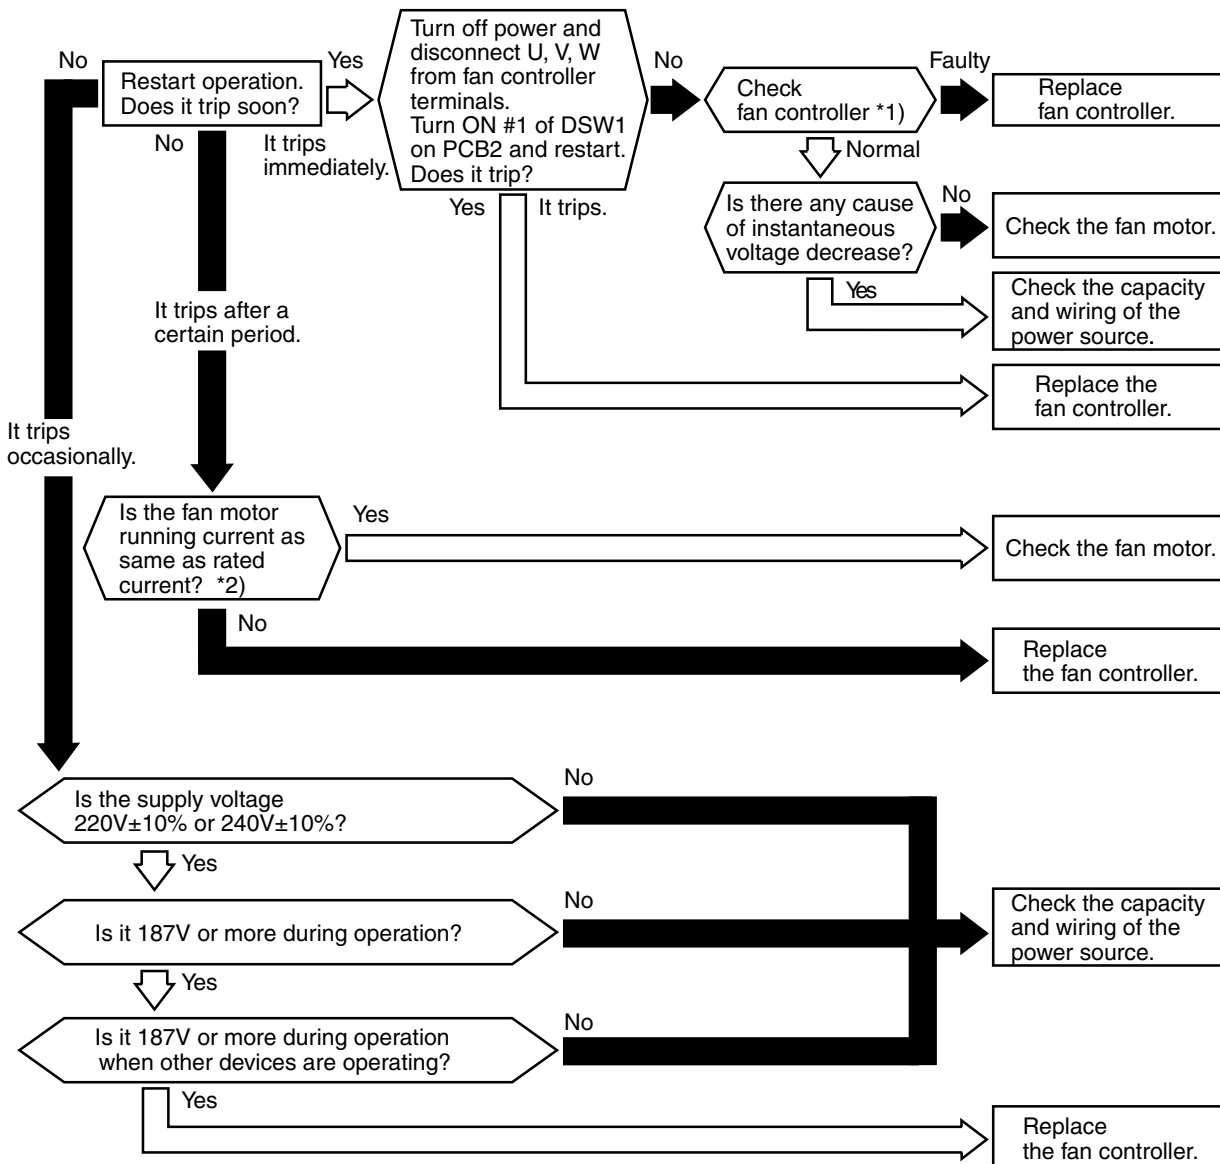 No
Restart operation.
Does it trip soon?
Yes
It trips
immediately.
No
Turn off power and
disconnect U, V, W
from fan controller
terminals.
Turn ON #1 of DSW1
on PCB2 and restart.
Does it trip?
No
Check
fan controller *1)
Faulty
Replace
fan controller.
Normal
Is there any cause
of instantaneous
voltage decrease?
No
Check the fan motor.
Yes
Check the capacity
and wiring of the
power source.
Yes
It trips.
Replace the
fan controller.
It trips after a
certain period.
It trips
occasionally.
Is the fan motor
running current as
same as rated
current? *2)
Yes
Check the fan motor.
No
Replace
the fan controller.
Is the supply voltage
220V±10% or 240V±10%?
No
Yes
Is it 187V or more during operation?
No
Check the capacity
and wiring of the
power source.
Yes
Is it 187V or more during operation
when other devices are operating?
No
Yes
Replace
the fan controller.